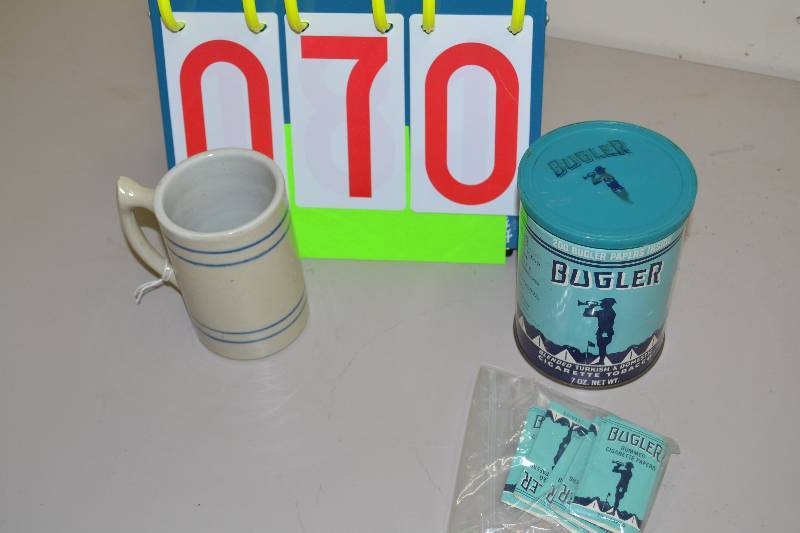 070
BUGLER
200 BUGLER PAPERS INSIDE
BUGLER
BLENDED TURKISH & DOMESTIC
CIGARETTE TOBACCO
7 OZ. NET WT.
BUGLER
GUMMED
CIGARETTE PAPERS